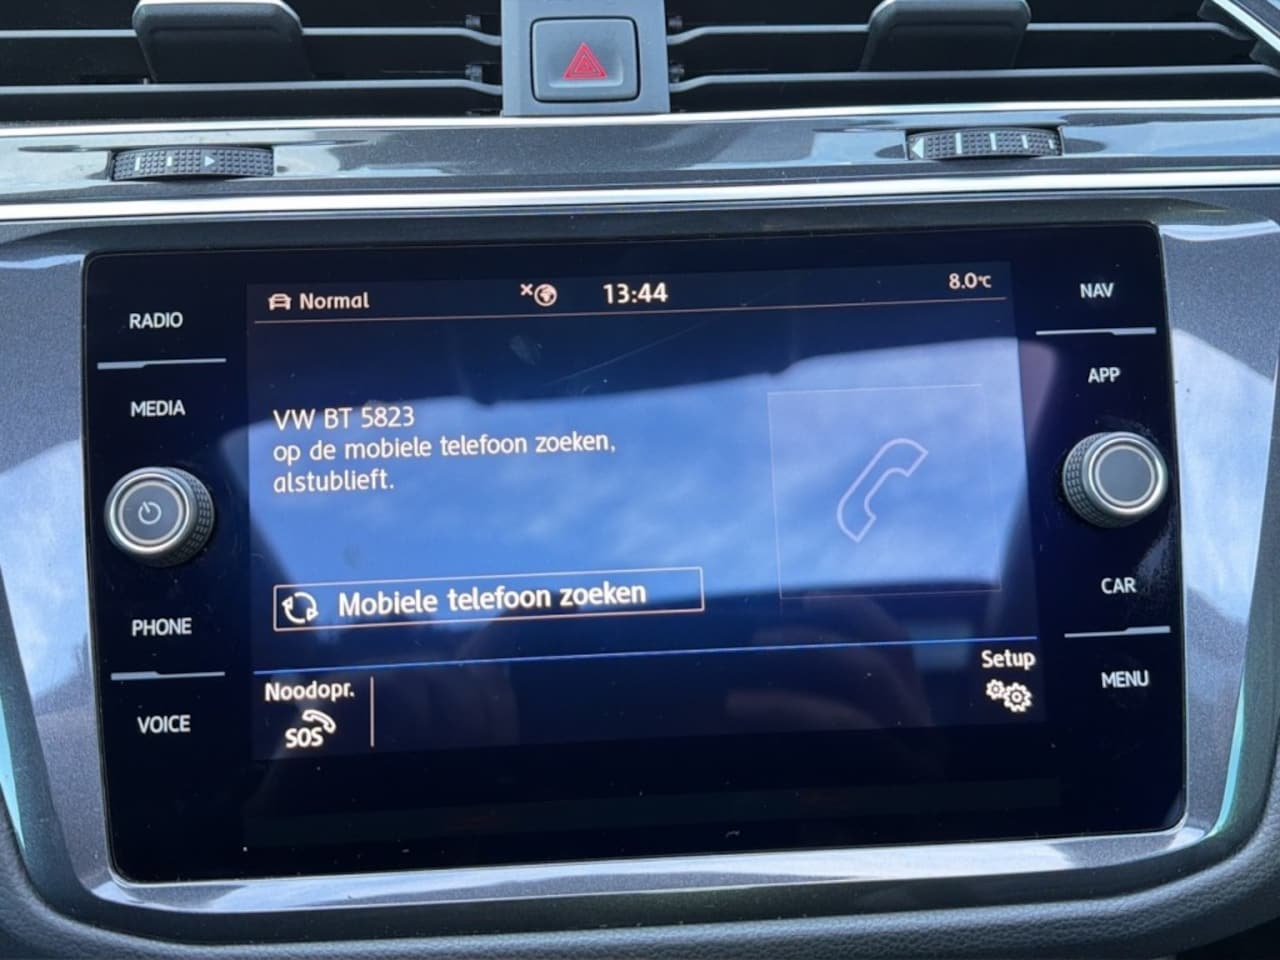 RADIO
MEDIA
PHONE
VOICE
Normal
13:44
8.0°C
VW BT 5823
op de mobiele telefoon zoeken,
alstublieft.
Mobiele telefoon zoeken
Noodopr.
SOS
Setup
NAV
APP
CAR
MENU